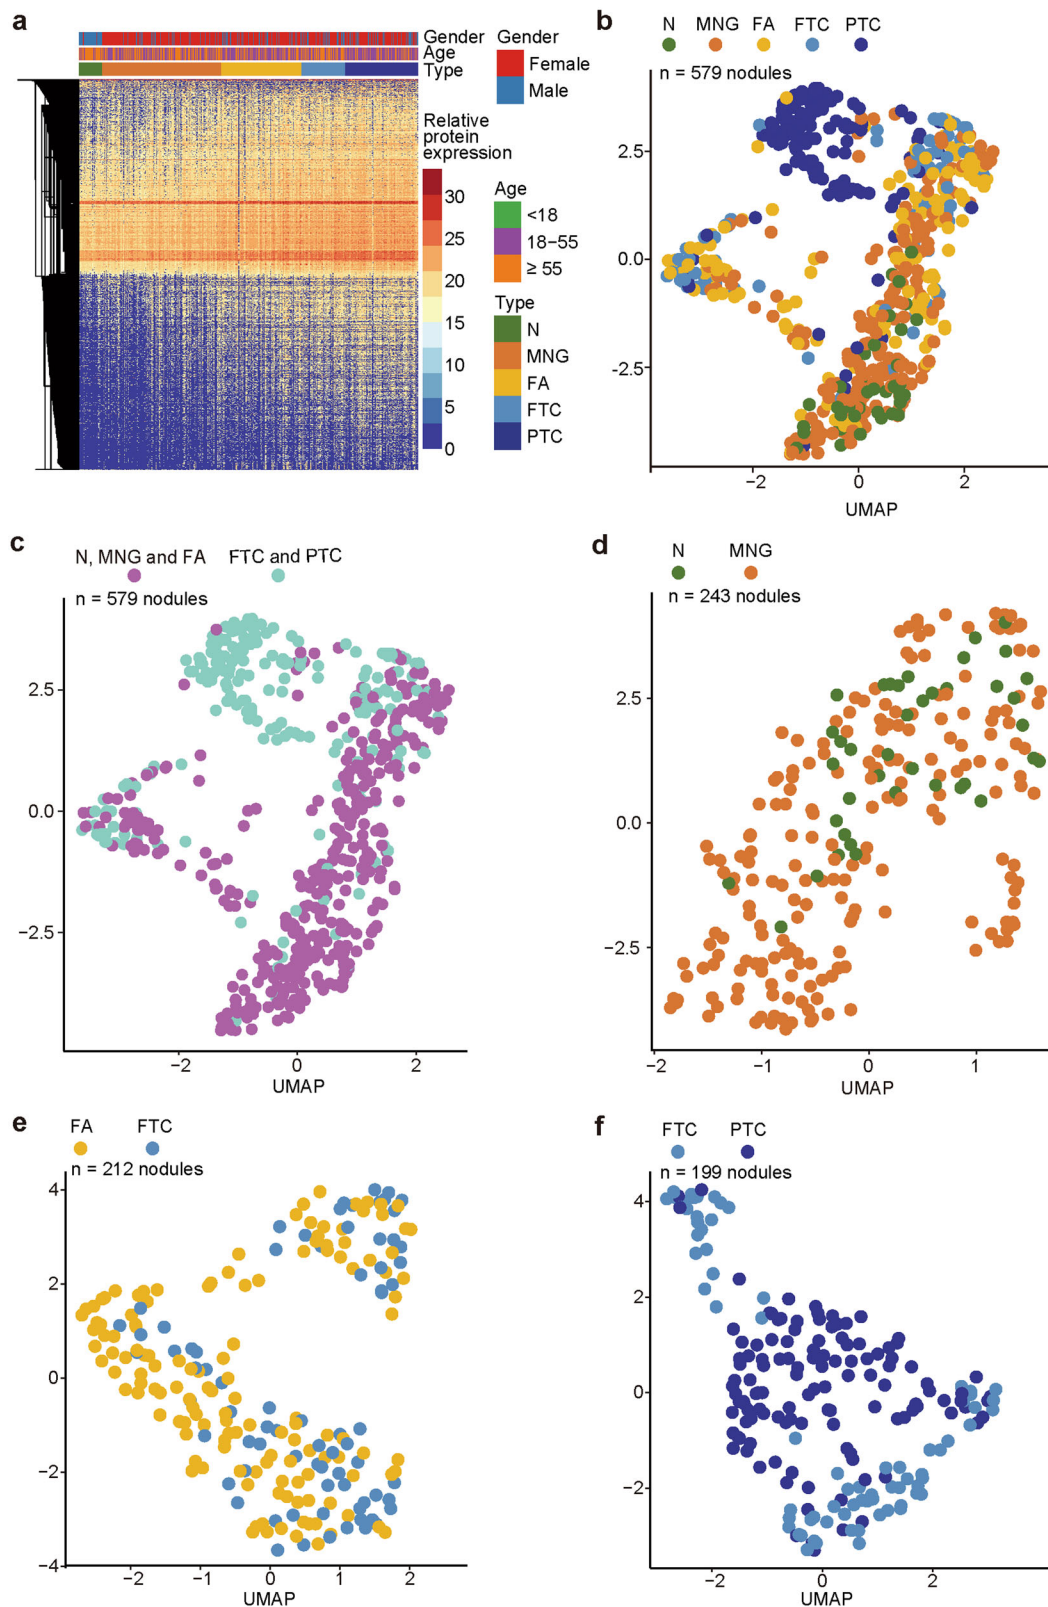 a
Gender
Age
Type
Gender
Female
Male
Relative
protein
expression
30
25
20
15
10
5
0
Age
<18
18−55
≥ 55
Type
N
MNG
FA
FTC
PTC
b
N MNG FA FTC PTC
n = 579 nodules
2.5
0.0
−2.5
−2 0 2
UMAP
c
N, MNG and FA FTC and PTC
n = 579 nodules
2.5
0.0
−2.5
−2 0 2
UMAP
d
N MNG
n = 243 nodules
2.5
0.0
−2.5
−2 −1 0 1
UMAP
e
FA FTC
n = 212 nodules
4
2
0
−2
−4
−2 −1 0 1 2
UMAP
f
FTC PTC
n = 199 nodules
4
2
0
−2
−2 0 2
UMAP